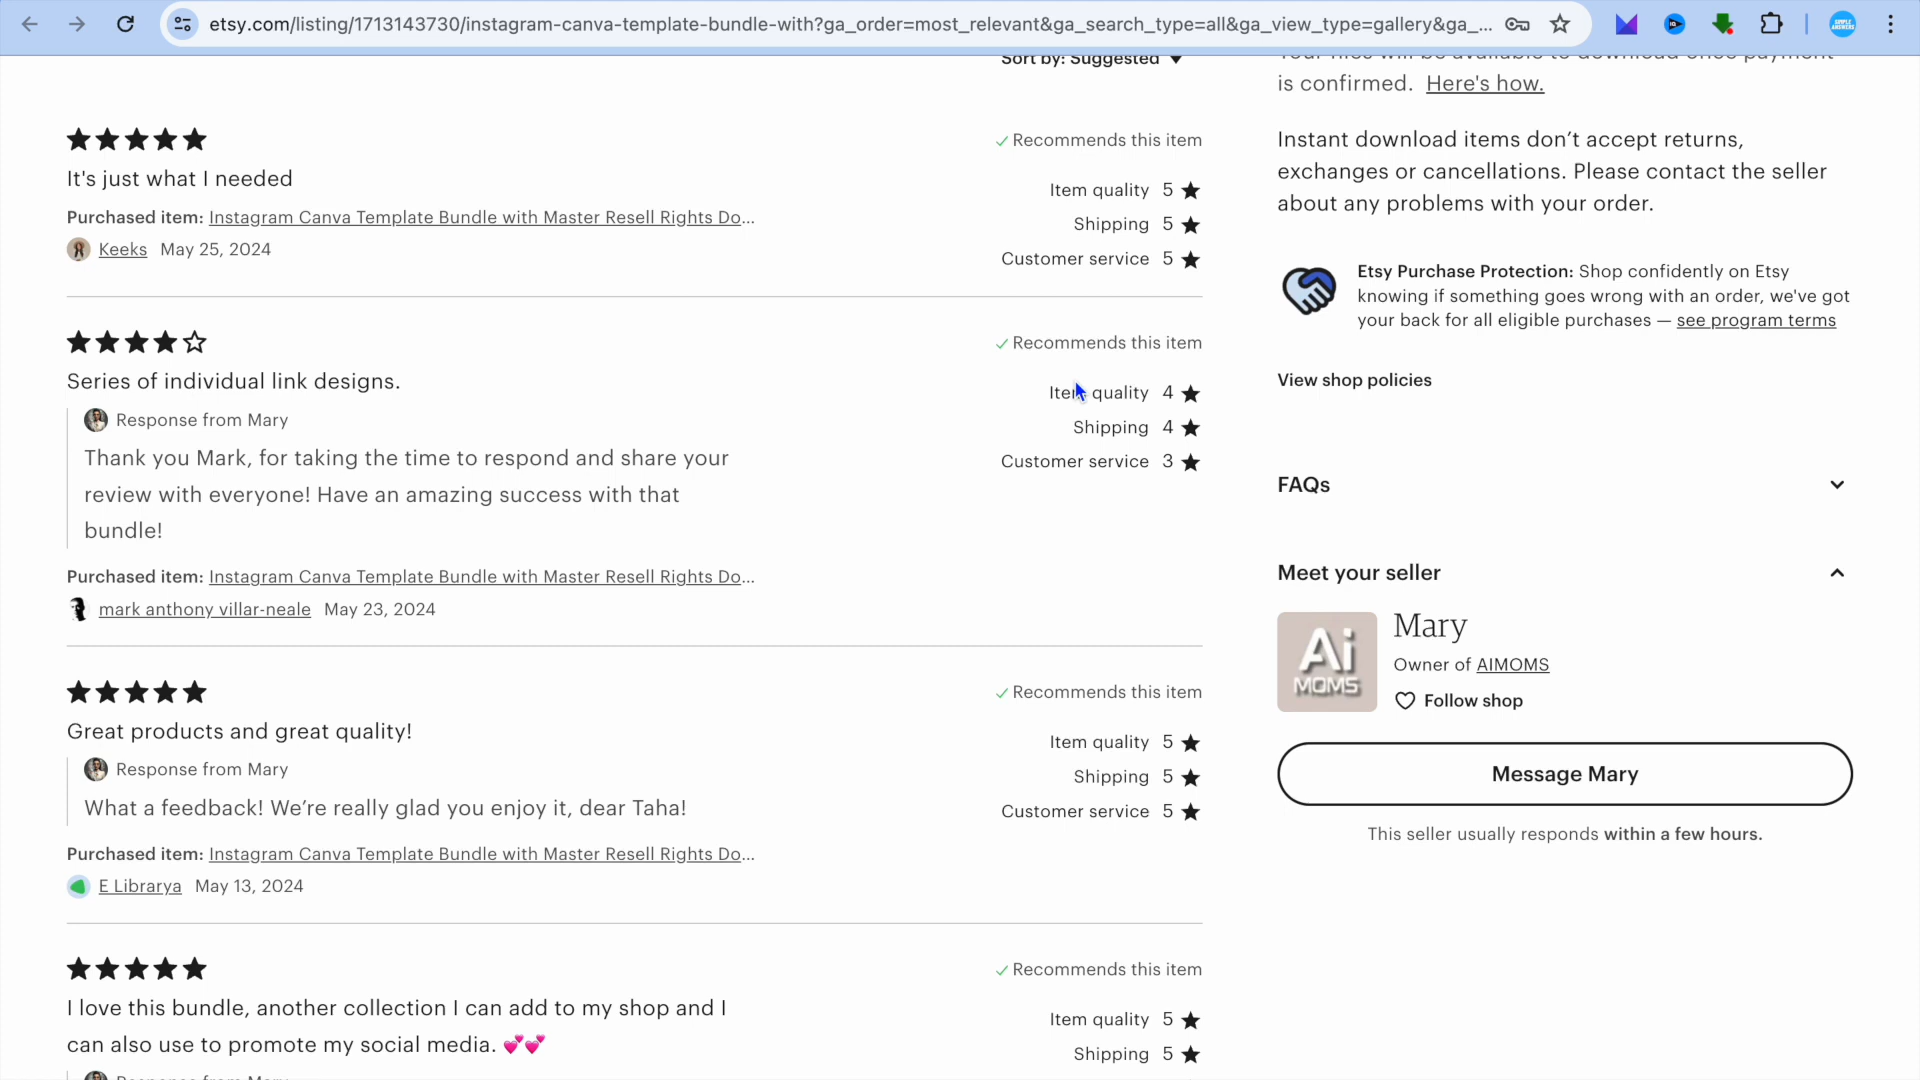 etsy.com/listing/1713143730/instagram-canva-template-bundle-with?ga_order=most_relevant&ga_search_type=all&ga_view_type=gallery&ga_...
Sort by: Suggested
It's just what I needed
Purchased item: Instagram Canva Template Bundle with Master Resell Rights Do...
Keeks May 25, 2024
Recommends this item
Item quality 5
Shipping 5
Customer service 5
Series of individual link designs.
Response from Mary
Thank you Mark, for taking the time to respond and share your
review with everyone! Have an amazing success with that
bundle!
Purchased item: Instagram Canva Template Bundle with Master Resell Rights Do...
mark anthony villar-neale May 23, 2024
Recommends this item
Item quality 4
Shipping 4
Customer service 3
Great products and great quality!
Response from Mary
What a feedback! We’re really glad you enjoy it, dear Taha!
Purchased item: Instagram Canva Template Bundle with Master Resell Rights Do...
E Librarya May 13, 2024
Recommends this item
Item quality 5
Shipping 5
Customer service 5
I love this bundle, another collection I can add to my shop and I
can also use to promote my social media. 💕💕
Response from Mary
Recommends this item
Item quality 5
Shipping 5
Your files will be available to download once payment
is confirmed. Here's how.
Instant download items don’t accept returns,
exchanges or cancellations. Please contact the seller
about any problems with your order.
Etsy Purchase Protection: Shop confidently on Etsy
knowing if something goes wrong with an order, we've got
your back for all eligible purchases — see program terms
View shop policies
FAQs
Meet your seller
Ai
MOMS
Mary
Owner of AIMOMS
Follow shop
Message Mary
This seller usually responds within a few hours.